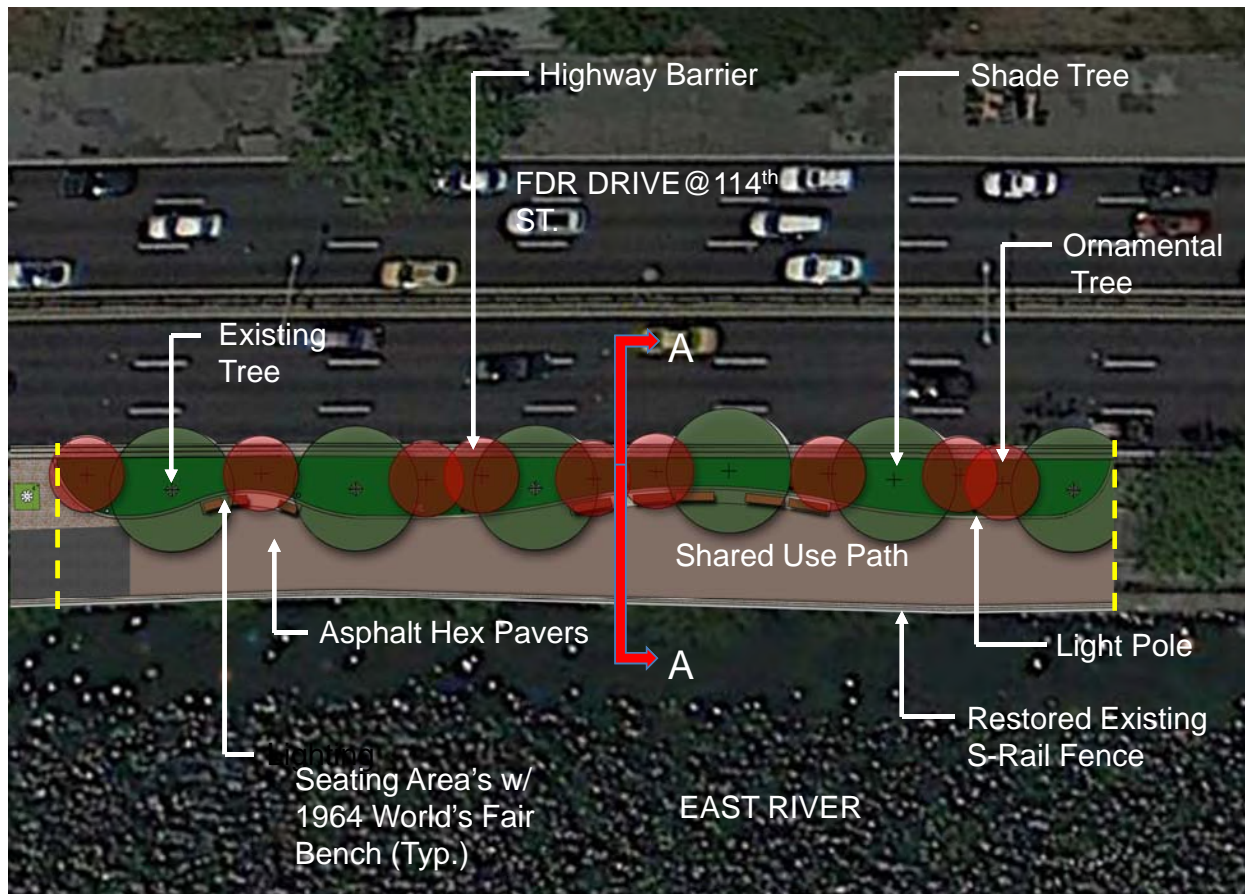 Highway Barrier
Shade Tree
FDR DRIVE@114th
ST.
Ornamental
Tree
Existing
Tree
A
Shared Use Path
Asphalt Hex Pavers
A
Light Pole
Restored Existing
S-Rail Fence
Lighting
Seating Area's w/
1964 World's Fair
Bench (Typ.)
EAST RIVER